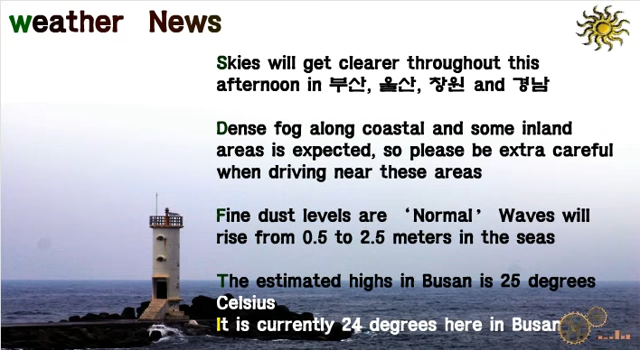 weather News
Skies will get clearer throughout this
afternoon in 부산, 울산, 창원 and 경남
Dense fog along coastal and some inland
areas is expected, so please be extra careful
when driving near these areas
Fine dust levels are ‘Normal’ Waves will
rise from 0.5 to 2.5 meters in the seas
The estimated highs in Busan is 25 degrees
Celsius
It is currently 24 degrees here in Busan